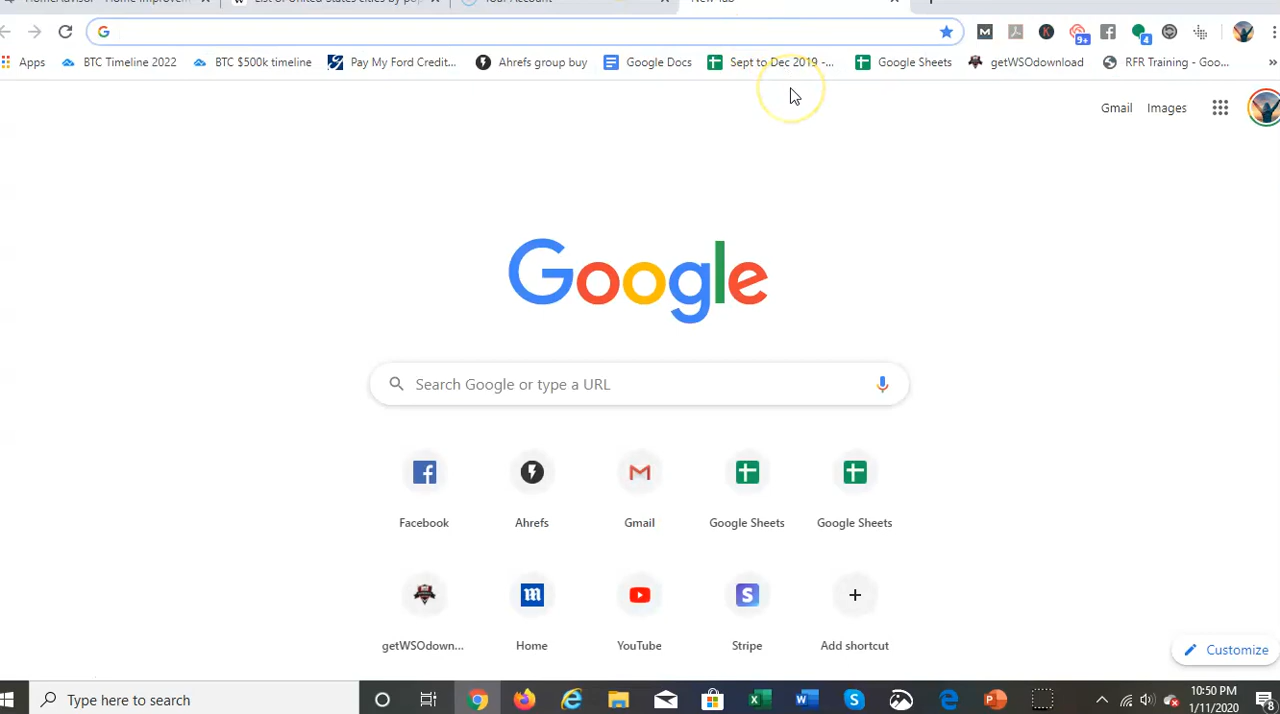 HomeAdvisor - Home Improvem
List of United States cities by po
Your Account
New Tab
9+
4
Apps BTC Timeline 2022 BTC $500k timeline Pay My Ford Credit... Ahrefs group buy Google Docs Sept to Dec 2019 -... Google Sheets getWSOdownload RFR Training - Goo... »
Gmail Images
Google
Search Google or type a URL
Facebook Ahrefs Gmail Google Sheets Google Sheets
getWSOdown... Home YouTube Stripe Add shortcut
Customize
Type here to search
10:50 PM
1/11/2020
8